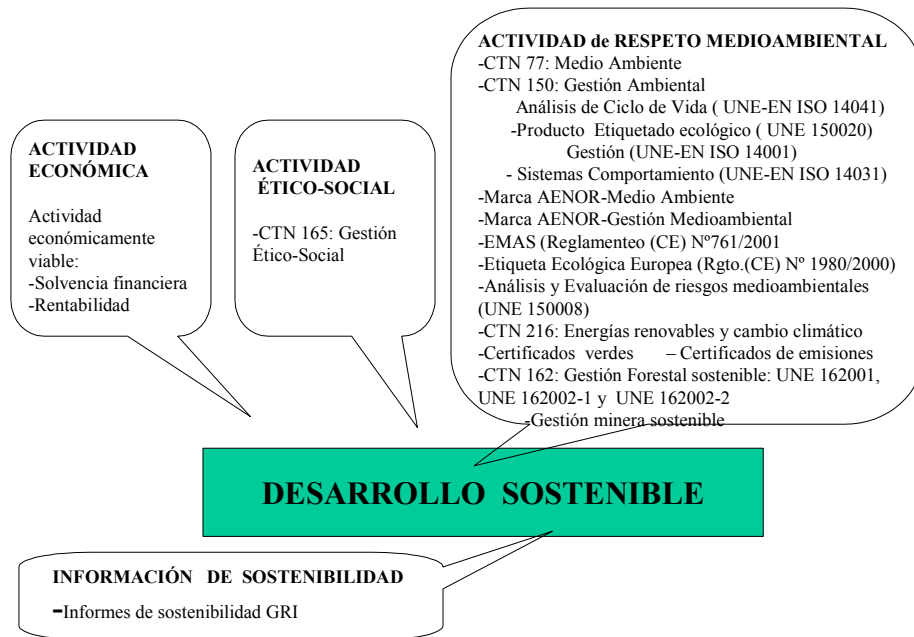 ACTIVIDAD
ECONÓMICA
Actividad
económicamente
viable:
-Solvencia financiera
-Rentabilidad
ACTIVIDAD
ÉTICO-SOCIAL
-CTN 165: Gestión
Ético-Social
ACTIVIDAD de RESPETO MEDIOAMBIENTAL
-CTN 77: Medio Ambiente
-CTN 150: Gestión Ambiental
Análisis de Ciclo de Vida ( UNE-EN ISO 14041)
-Producto Etiquetado ecológico ( UNE 150020)
Gestión (UNE-EN ISO 14001)
- Sistemas Comportamiento (UNE-EN ISO 14031)
-Marca AENOR-Medio Ambiente
-Marca AENOR-Gestión Medioambiental
-EMAS (Reglamenteo (CE) Nº761/2001
-Etiqueta Ecológica Europea (Rgto.(CE) Nº 1980/2000)
-Análisis y Evaluación de riesgos medioambientales
(UNE 150008)
-CTN 216: Energías renovables y cambio climático
-Certificados verdes – Certificados de emisiones
-CTN 162: Gestión Forestal sostenible: UNE 162001,
UNE 162002-1 y UNE 162002-2
-Gestión minera sostenible
DESARROLLO SOSTENIBLE
INFORMACIÓN DE SOSTENIBILIDAD
-Informes de sostenibilidad GRI